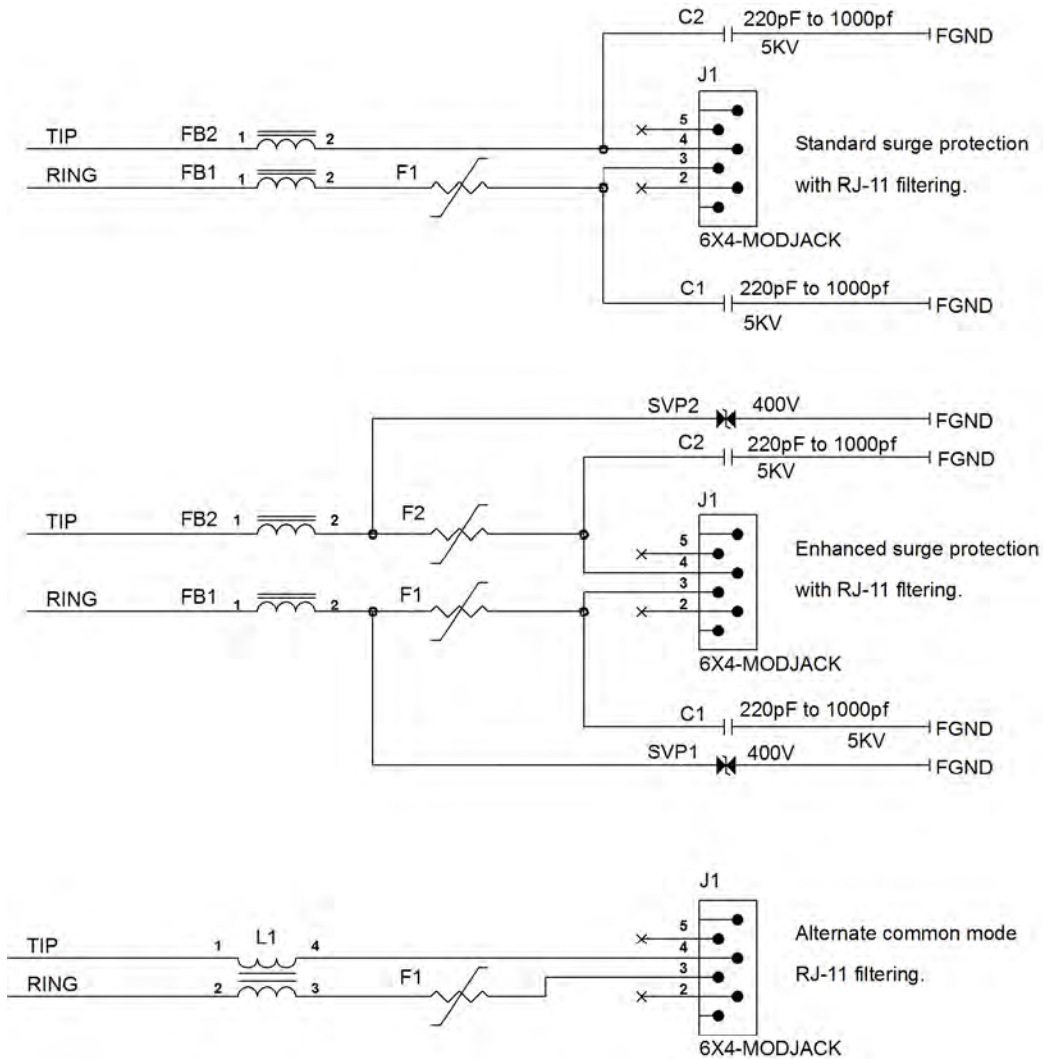 C2 220pF to 1000pf
5KV
FGND
J1
TIP FB2 1 2
RING FB1 1 2 F1
5
4
3
2
Standard surge protection
with RJ-11 filtering.
6X4-MODJACK
C1 220pF to 1000pf
5KV
FGND
SVP2 400V
FGND
C2 220pF to 1000pf
5KV
FGND
J1
TIP FB2 1 2 F2
RING FB1 1 2 F1
5
4
3
2
Enhanced surge protection
with RJ-11 fltering.
6X4-MODJACK
C1 220pF to 1000pf
5KV
FGND
SVP1 400V
FGND
J1
TIP 1 L1 4
RING 2 3 F1
5
4
3
2
Alternate common mode
RJ-11 filtering.
6X4-MODJACK